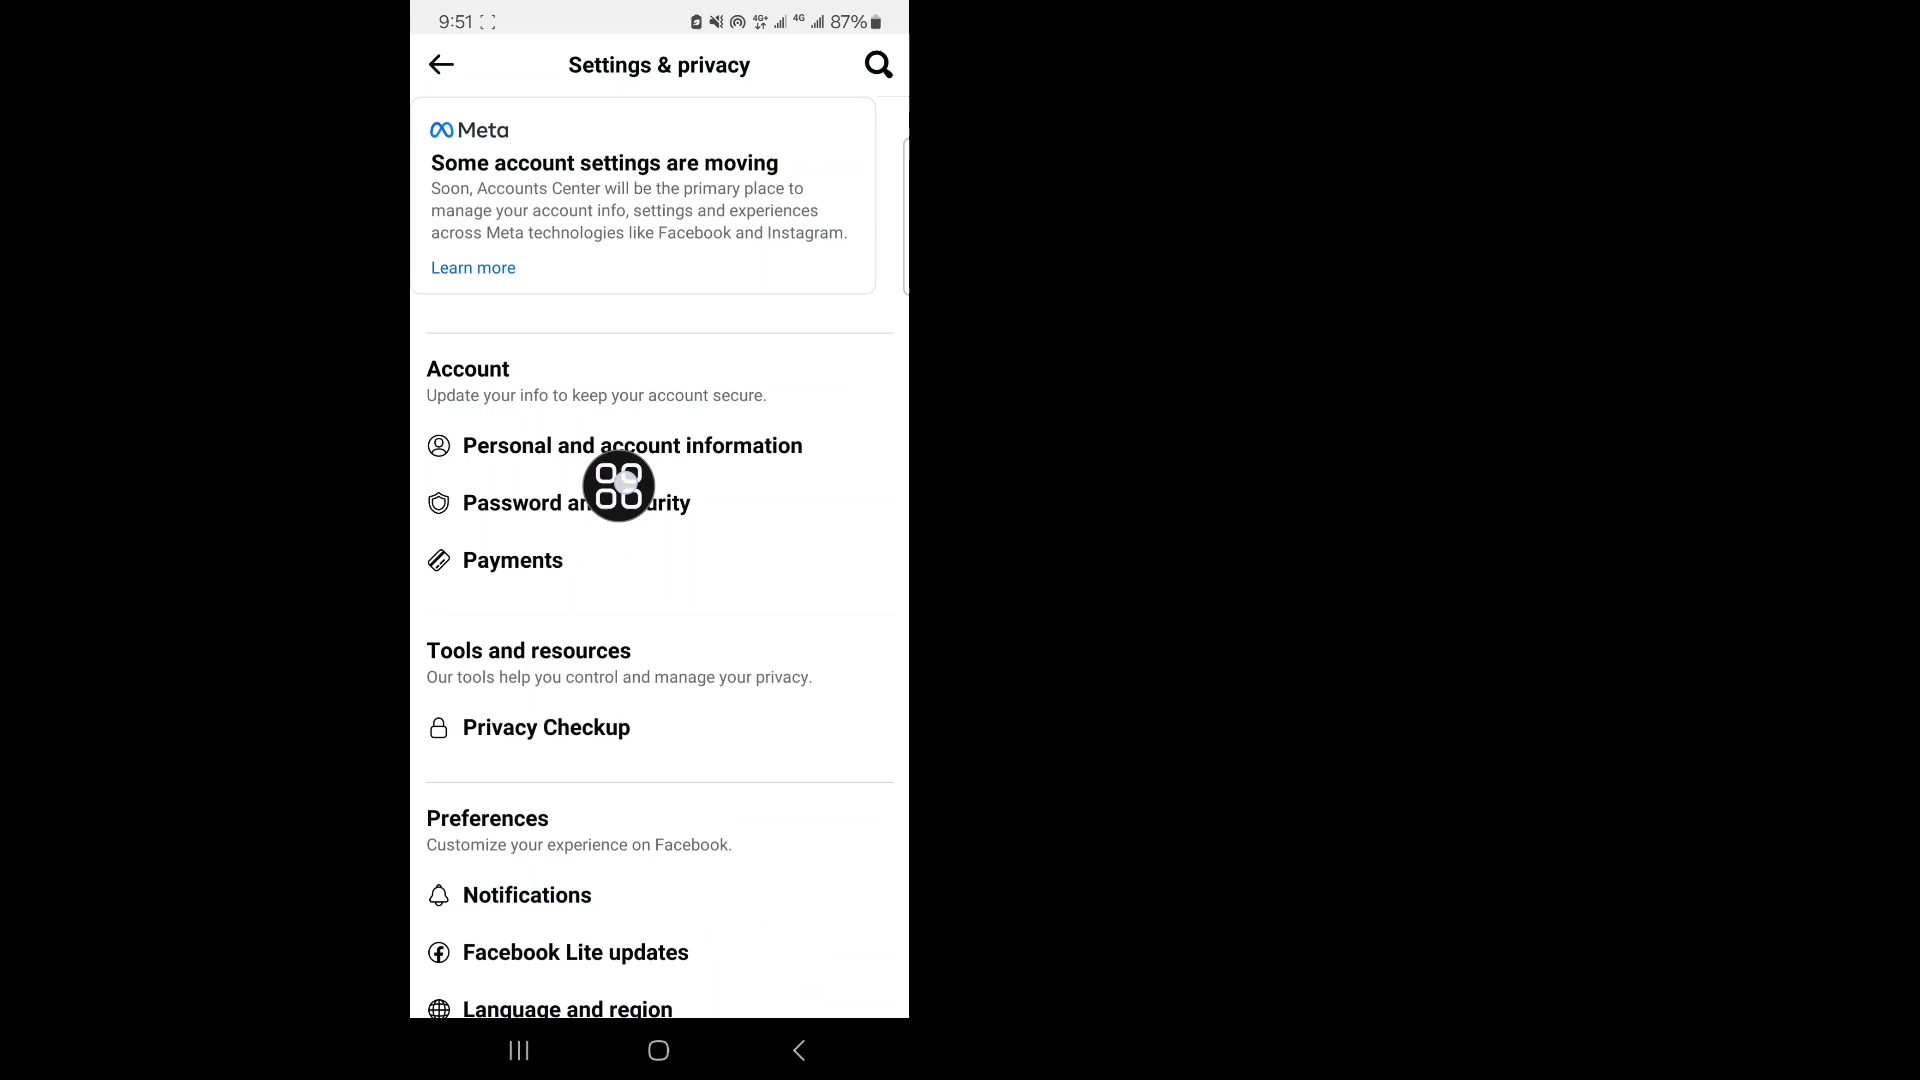 9:51 4G+ 4G 87%
Settings & privacy
Meta
Some account settings are moving
Soon, Accounts Center will be the primary place to
manage your account info, settings and experiences
across Meta technologies like Facebook and Instagram.
Learn more
Account
Update your info to keep your account secure.
Personal and account information
Password
Payments
Tools and resources
Our tools help you control and manage your privacy.
Privacy Checkup
Preferences
Customize your experience on Facebook.
Notifications
Facebook Lite updates
Language and region